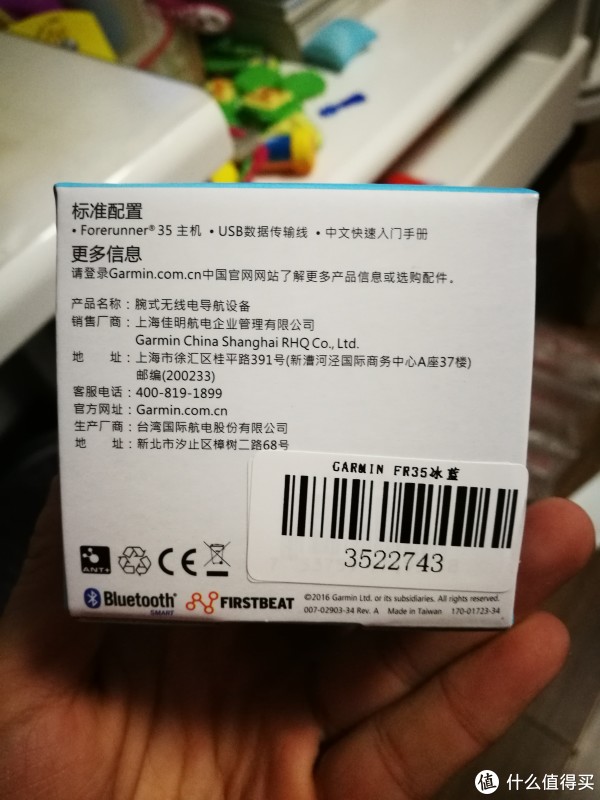 标准配置
• Forerunner® 35 主机 • USB数据传输线 • 中文快速入门手册
更多信息
请登录Garmin.com.cn中国官网网站了解更多产品信息或选购配件。
产品名称：腕式无线电导航设备
销售厂商：上海佳明航电企业管理有限公司
Garmin China Shanghai RHQ Co., Ltd.
地 址：上海市徐汇区桂平路391号(新漕河泾国际商务中心A座37楼)
邮编(200233)
客服电话：400-819-1899
官方网址：Garmin.com.cn
生产厂商：台湾国际航电股份有限公司
地 址：新北市汐止区樟树二路68号
GARMIN FR35冰蓝
3522743
ANT+
CE
Bluetooth®
SMART
FIRSTBEAT
©2016 Garmin Ltd. or its subsidiaries. All rights reserved.
007-02903-34 Rev. A Made in Taiwan 170-01723-34
值 什么值得买